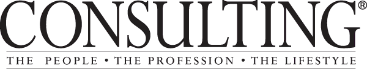 CONSULTING®
THE PEOPLE • THE PROFESSION • THE LIFESTYLE